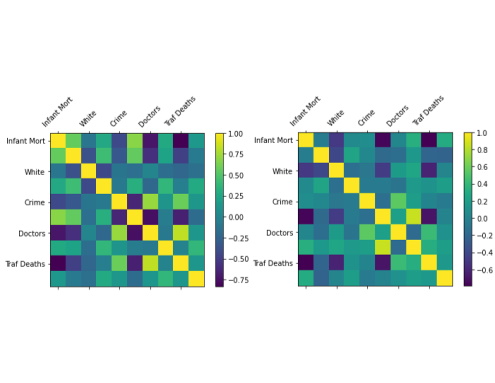 Infant Mort
White
Crime
Doctors
Traf Deaths
Infant Mort
White
Crime
Doctors
Traf Deaths
1.00
0.75
0.50
0.25
0.00
−0.25
−0.50
−0.75
Infant Mort
White
Crime
Doctors
Traf Deaths
Infant Mort
White
Crime
Doctors
Traf Deaths
1.0
0.8
0.6
0.4
0.2
0.0
−0.2
−0.4
−0.6